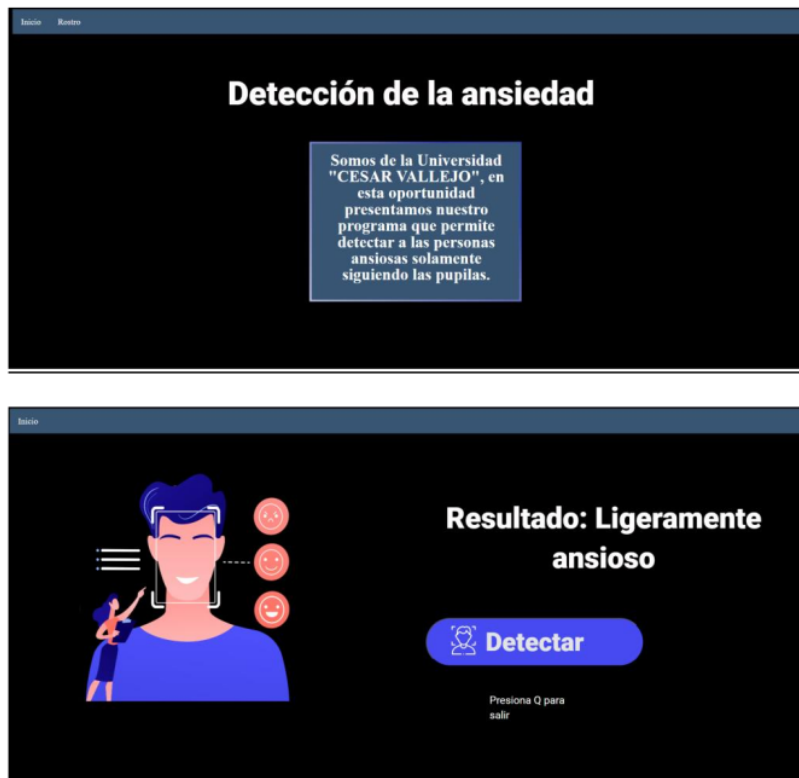 Inicio Rostro
Detección de la ansiedad
Somos de la Universidad
"CESAR VALLEJO", en
esta oportunidad
presentamos nuestro
programa que permite
detectar a las personas
ansiosas solamente
siguiendo las pupilas.
Inicio
Resultado: Ligeramente
ansioso
Detectar
Presiona Q para
salir